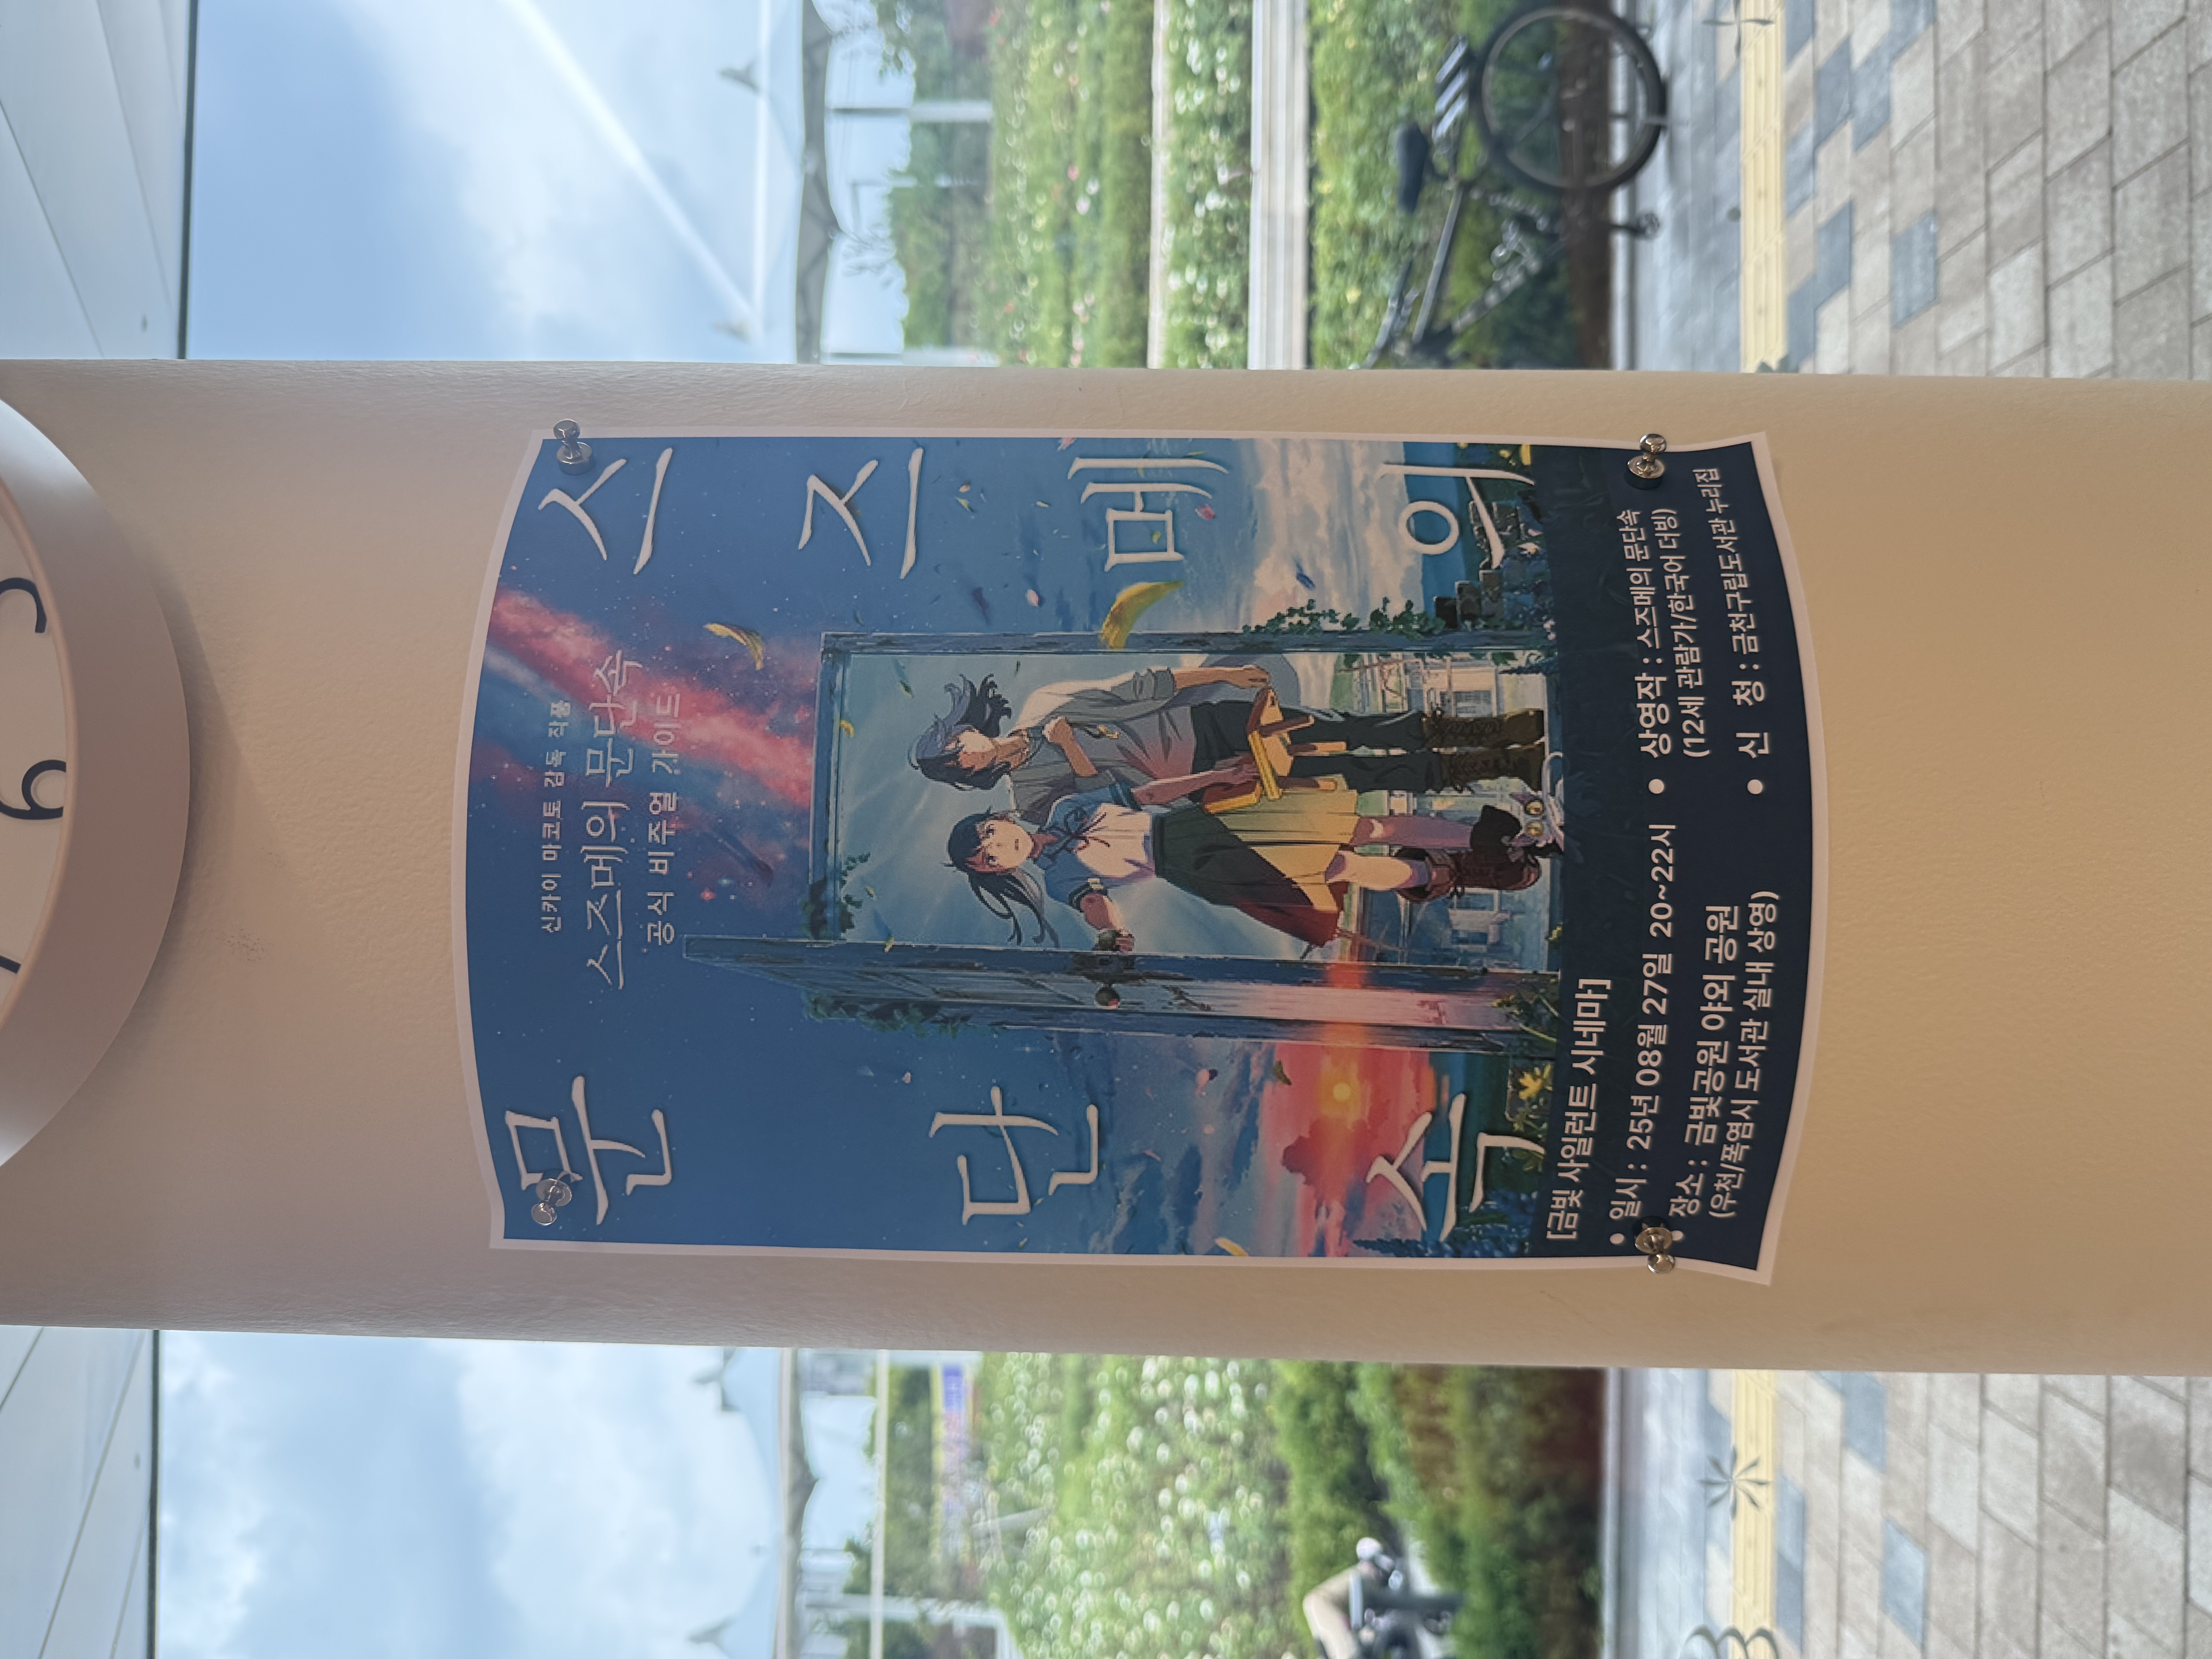 스즈메의
문단속
신카이 마코토 감독 작품
스즈메의 문단속
공식 비주얼 가이드
[금빛 사일런트 시네마]
• 일시 : 25년 08월 27일 20~22시
• 장소 : 금빛공원 야외 공원
(우천/폭염시 도서관 실내 상영)
• 상영작 : 스즈메의 문단속
(12세 관람가/한국어 더빙)
• 신 청 : 금천구립도서관 누리집
6